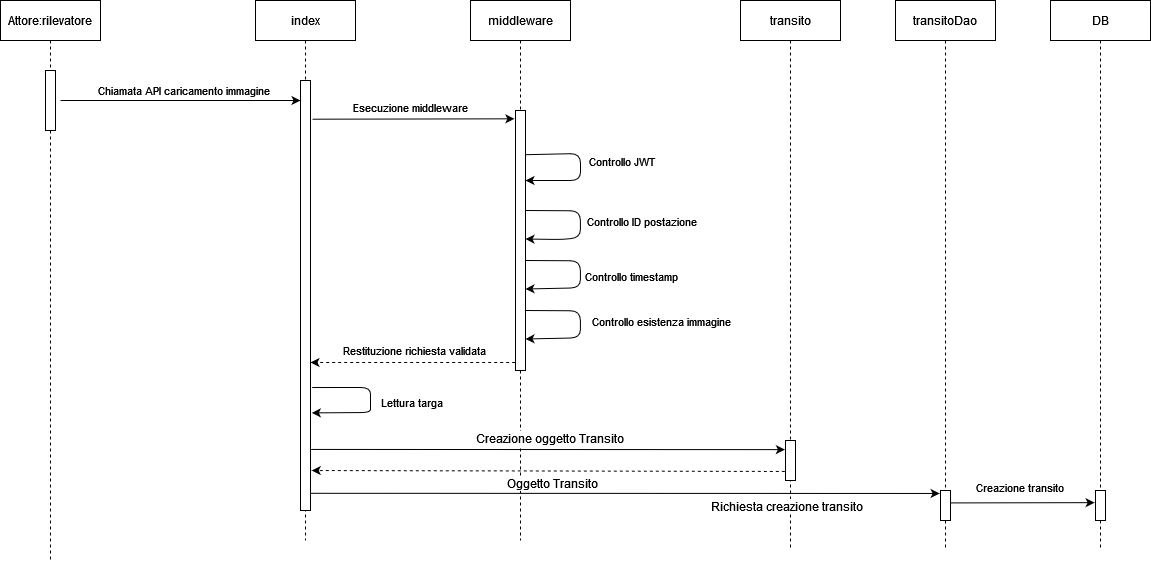 Attore:rilevatore
index
middleware
transito
transitoDao
DB
Chiamata API caricamento immagine
Esecuzione middleware
Controllo JWT
Controllo ID postazione
Controllo timestamp
Controllo esistenza immagine
Restituzione richiesta validata
Lettura targa
Creazione oggetto Transito
Oggetto Transito
Creazione transito
Richiesta creazione transito